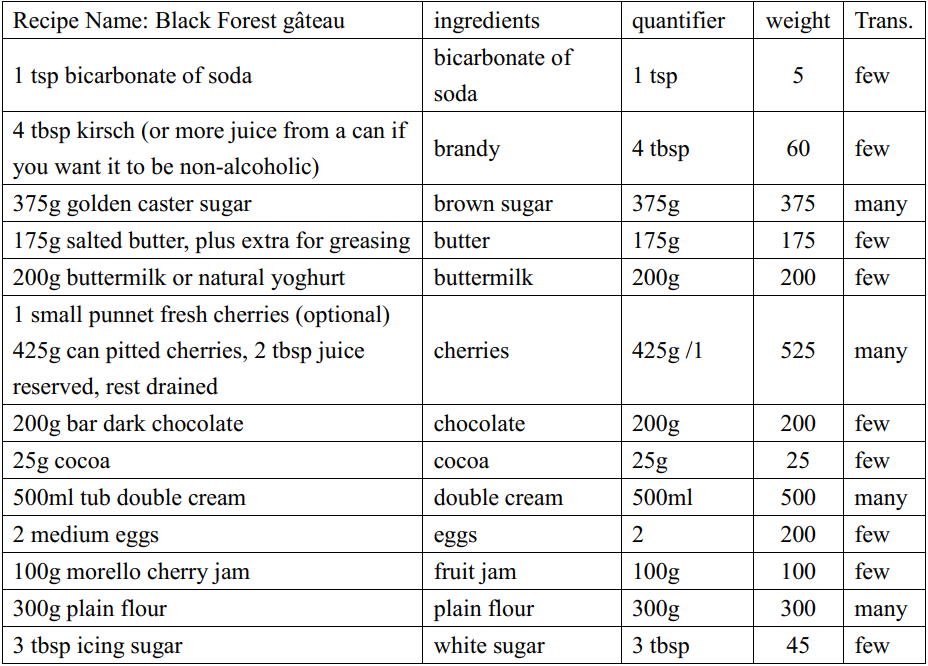 Recipe Name: Black Forest gâteau ingredients quantifier weight Trans.
1 tsp bicarbonate of soda bicarbonate of soda 1 tsp 5 few
4 tbsp kirsch (or more juice from a can if
you want it to be non-alcoholic) brandy 4 tbsp 60 few
375g golden caster sugar brown sugar 375g 375 many
175g salted butter, plus extra for greasing butter 175g 175 few
200g buttermilk or natural yoghurt buttermilk 200g 200 few
1 small punnet fresh cherries (optional)
425g can pitted cherries, 2 tbsp juice cherries 425g /1 525 many
reserved, rest drained
200g bar dark chocolate chocolate 200g 200 few
25g cocoa cocoa 25g 25 few
500ml tub double cream double cream 500ml 500 many
2 medium eggs eggs 2 200 few
100g morello cherry jam fruit jam 100g 100 few
300g plain flour plain flour 300g 300 many
3 tbsp icing sugar white sugar 3 tbsp 45 few